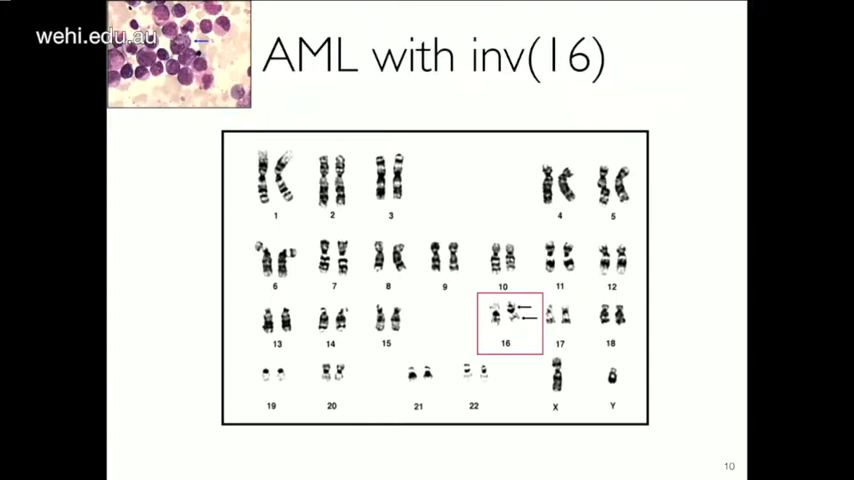 wehi.edu.au
AML with inv(16)
1 2 3 4 5
6 7 8 9 10 11 12
13 14 15 16 17 18
19 20 21 22 X Y
10